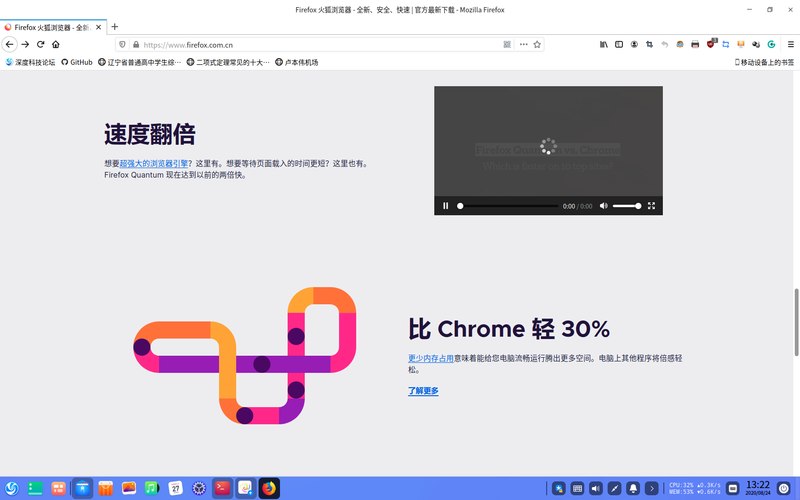 Firefox 火狐浏览器 - 全新、安全、快速 | 官方最新下载 - Mozilla Firefox
Firefox 火狐浏览器 - 全新
https://www.firefox.com.cn
深度科技论坛
GitHub
辽宁省普通高中学生综…
二项式定理常见的十大…
卢本伟机场
移动设备上的书签
速度翻倍
想要超强大的浏览器引擎？这里有。想要等待页面载入的时间更短？这里也有。
Firefox Quantum 现在达到以前的两倍快。
Firefox Quantum vs. Chrome
0:00 / 0:00
比 Chrome 轻 30%
更少内存占用意味着能给您电脑流畅运行腾出更多空间。电脑上其他程序将倍感轻
松。
了解更多
27
CPU:32% ▲0.3K/s
MEM:53% ▼0.6K/s
13:22
2020/08/24